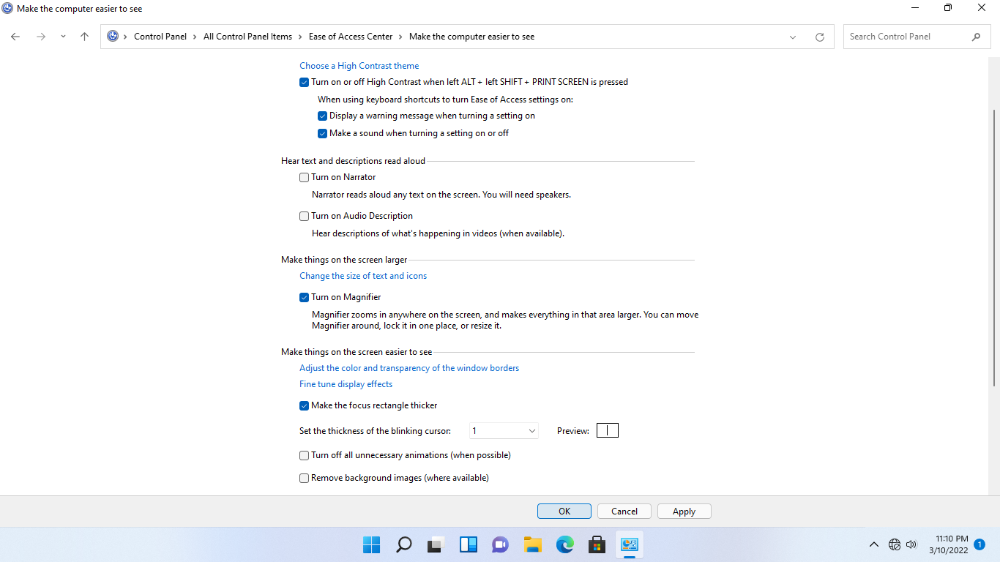 Make the computer easier to see
Control Panel > All Control Panel Items > Ease of Access Center > Make the computer easier to see
Search Control Panel
Choose a High Contrast theme
Turn on or off High Contrast when left ALT + left SHIFT + PRINT SCREEN is pressed
When using keyboard shortcuts to turn Ease of Access settings on:
Display a warning message when turning a setting on
Make a sound when turning a setting on or off
Hear text and descriptions read aloud
Turn on Narrator
Narrator reads aloud any text on the screen. You will need speakers.
Turn on Audio Description
Hear descriptions of what's happening in videos (when available).
Make things on the screen larger
Change the size of text and icons
Turn on Magnifier
Magnifier zooms in anywhere on the screen, and makes everything in that area larger. You can move
Magnifier around, lock it in one place, or resize it.
Make things on the screen easier to see
Adjust the color and transparency of the window borders
Fine tune display effects
Make the focus rectangle thicker
Set the thickness of the blinking cursor: 1 Preview:
Turn off all unnecessary animations (when possible)
Remove background images (where available)
OK Cancel Apply
11:10 PM
3/10/2022
1